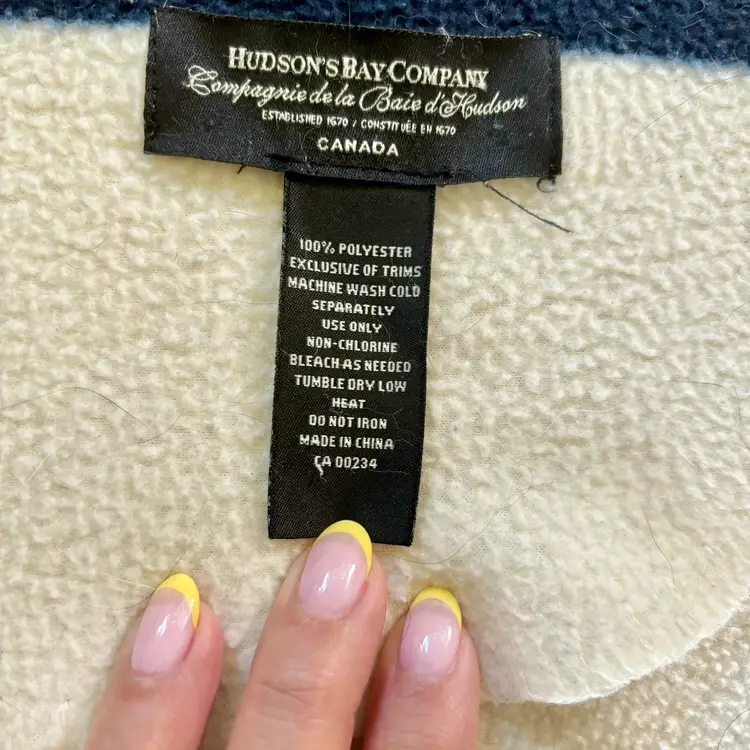 HUDSON'S BAY COMPANY
Compagnie de la Baie d'Hudson
ESTABLISHED 1670 / CONSTITUÉE EN 1670
CANADA
100% POLYESTER
EXCLUSIVE OF TRIMS
MACHINE WASH COLD
SEPARATELY
USE ONLY
NON-CHLORINE
BLEACH AS NEEDED
TUMBLE DRY LOW
HEAT
DO NOT IRON
MADE IN CHINA
CA 00234